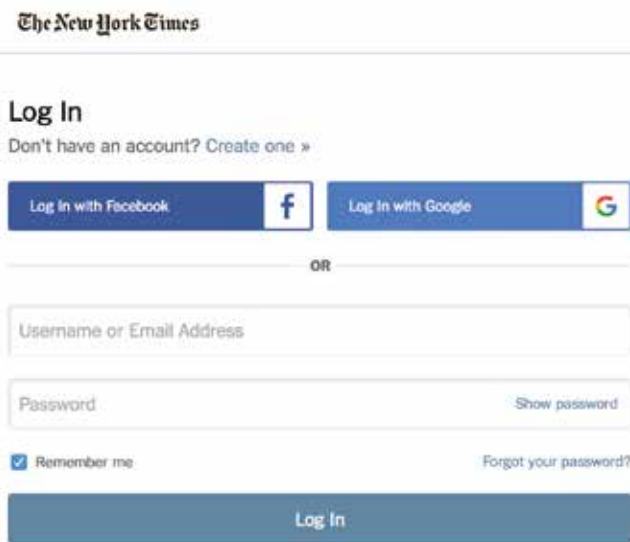 The New York Times
Log In
Don't have an account? Create one »
Log In with Facebook f Log In with Google G
OR
Username or Email Address
Password Show password
Remember me Forgot your password?
Log In